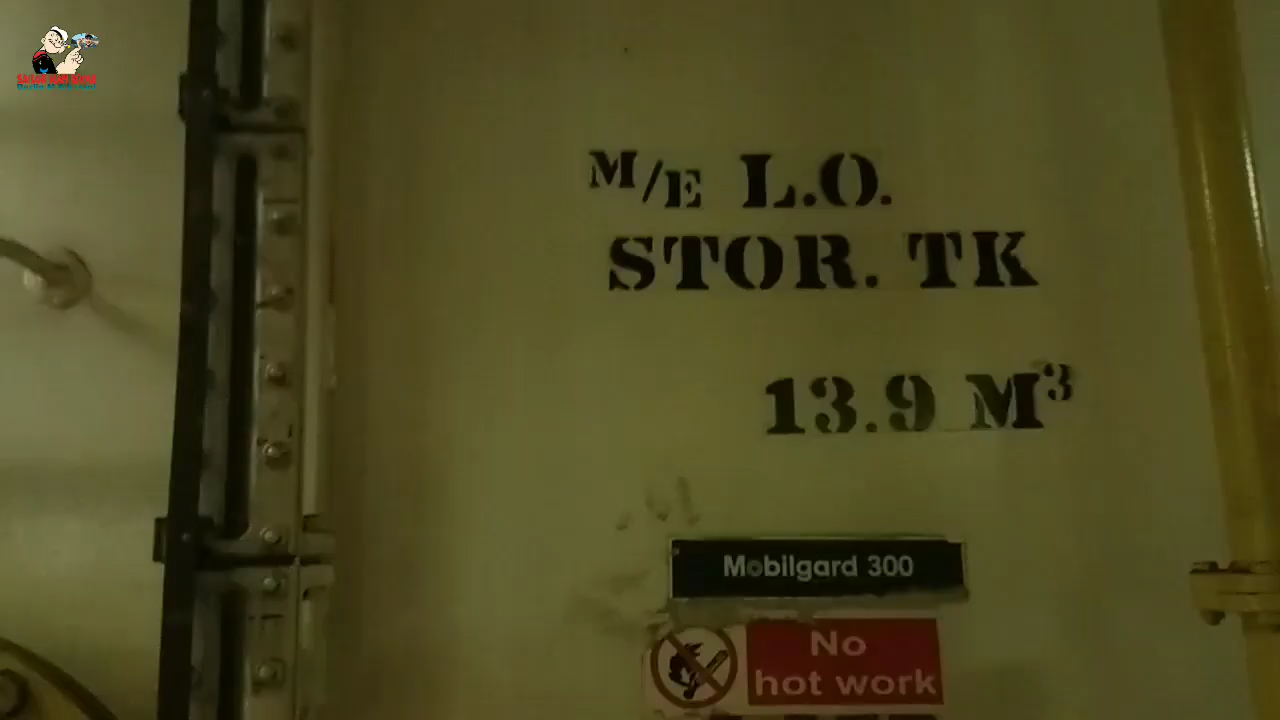 M/E L.O.
STOR. TK
13.9 M³
Mobilgard 300
No
hot work